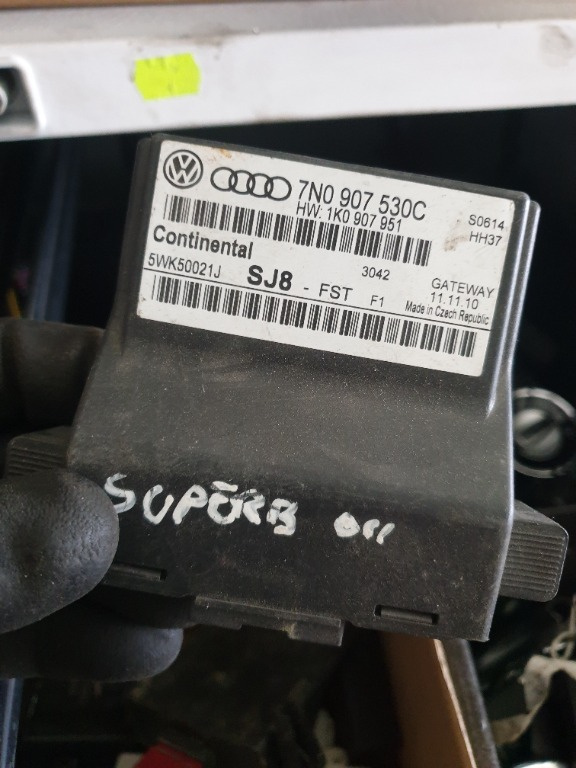 7N0 907 530C
HW: 1K0 907 951
S0614
HH37
Continental
3042
GATEWAY
5WK50021J
SJ8 - FST F1
11.11.10
Made in Czech Republic
SUPERB 011